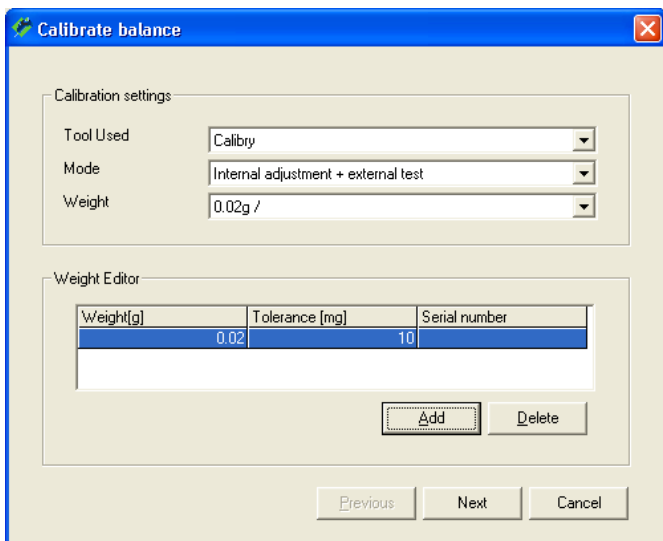 Calibrate balance
Calibration settings
Tool Used Calibry
Mode Internal adjustment + external test
Weight 0.02g /
Weight Editor
Weight[g] Tolerance [mg] Serial number
0.02 10
Add Delete
Previous Next Cancel